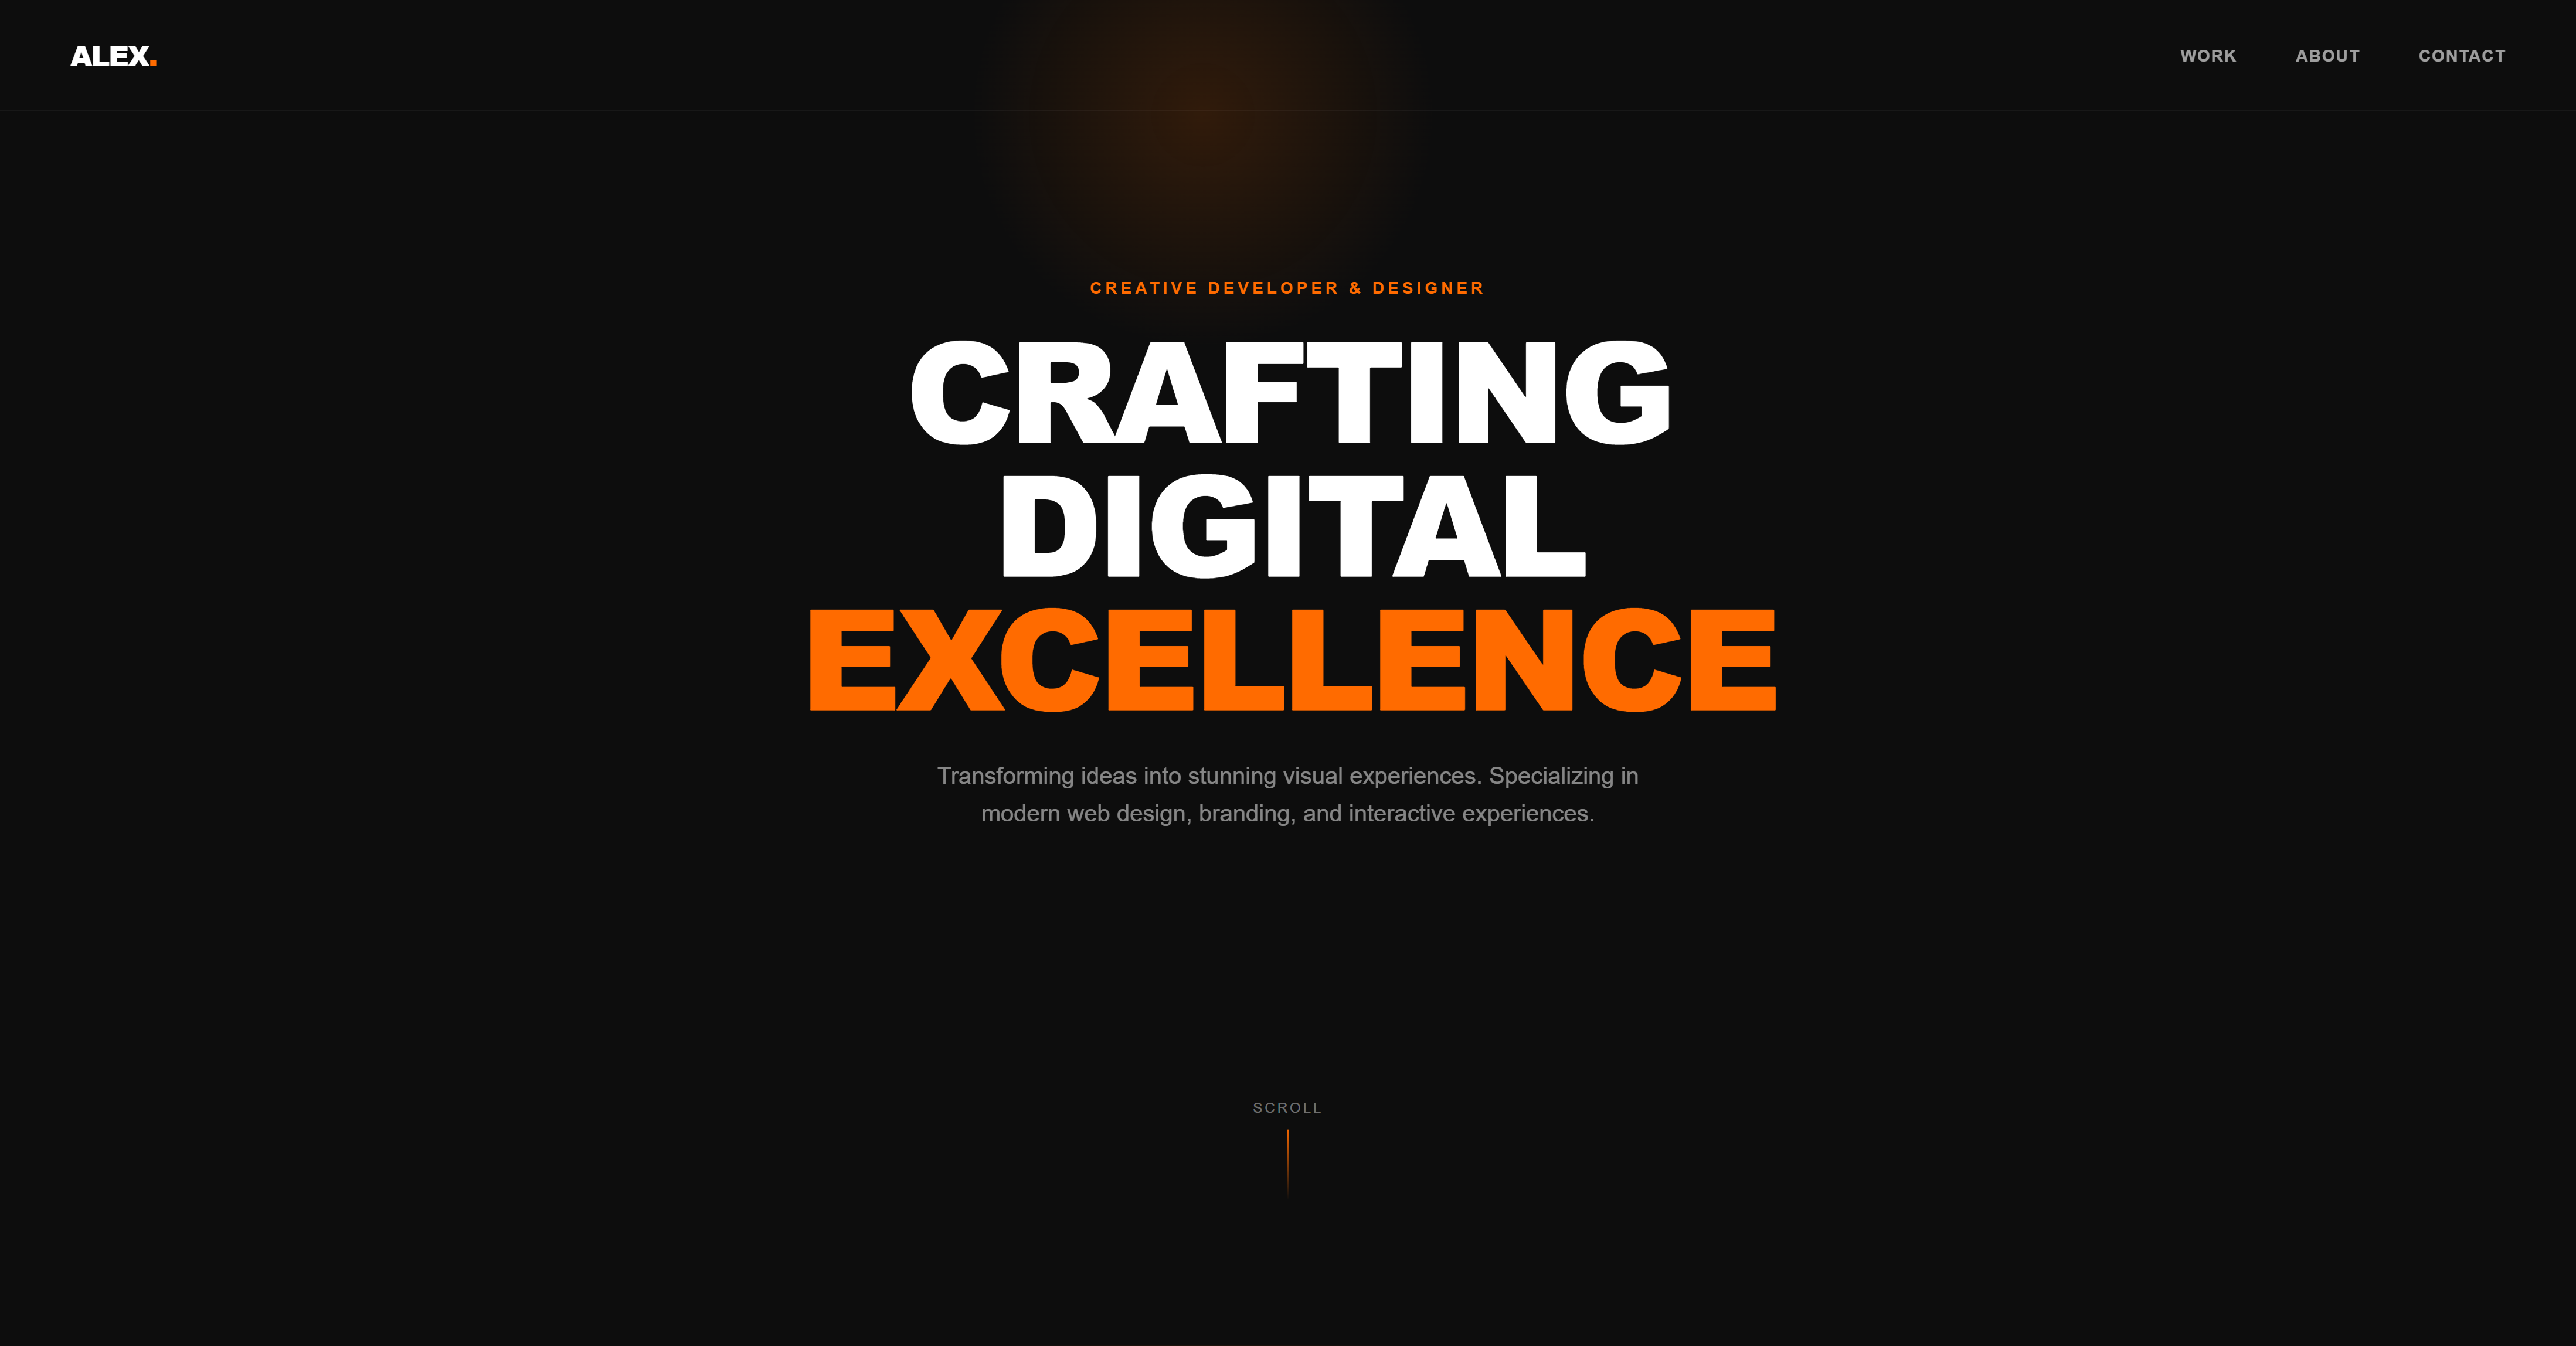 ALEX.
WORK
ABOUT
CONTACT
CREATIVE DEVELOPER & DESIGNER
CRAFTING
DIGITAL
EXCELLENCE
Transforming ideas into stunning visual experiences. Specializing in
modern web design, branding, and interactive experiences.
SCROLL